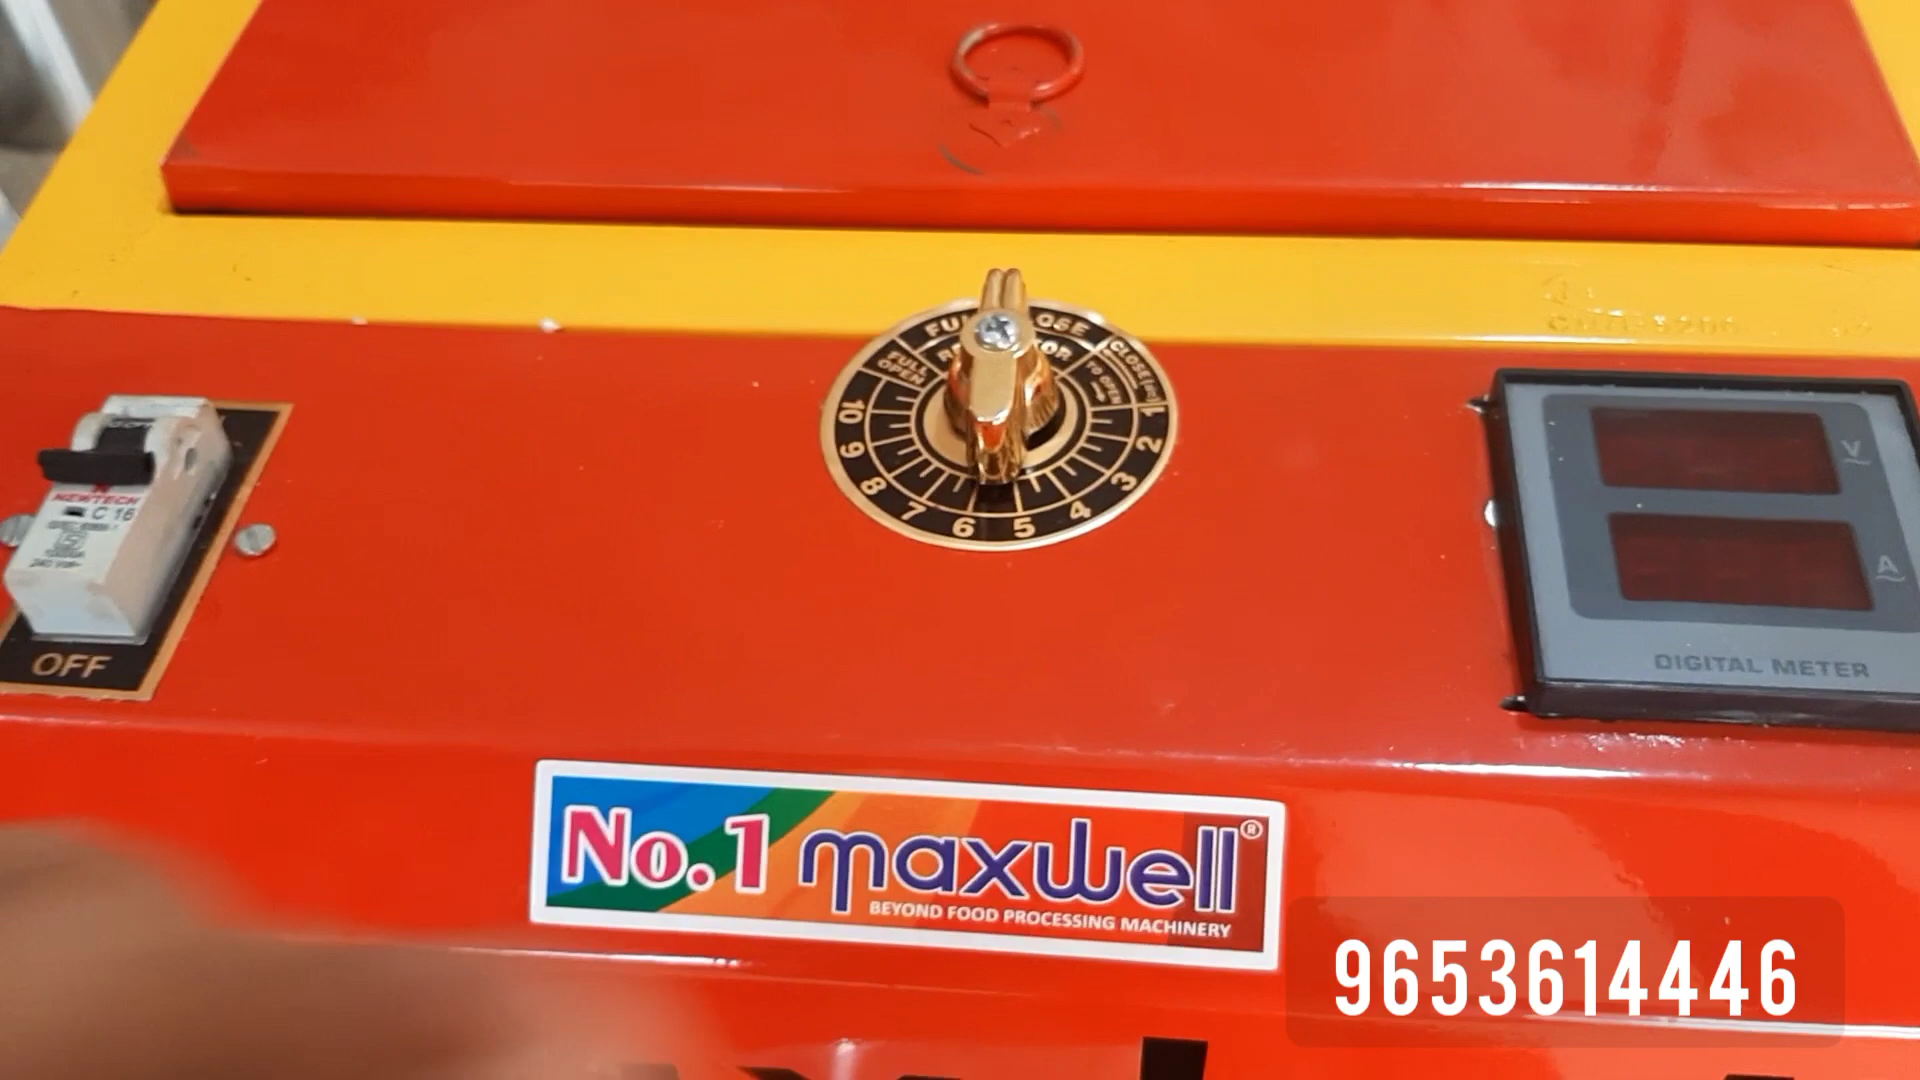 FULL
OPEN
CLOSE
TO OPEN
10
9
8
7
6
5
4
3
2
1
NEWTECH
C 16
OFF
V
A
DIGITAL METER
No.1 maxwell®
BEYOND FOOD PROCESSING MACHINERY
9653614446